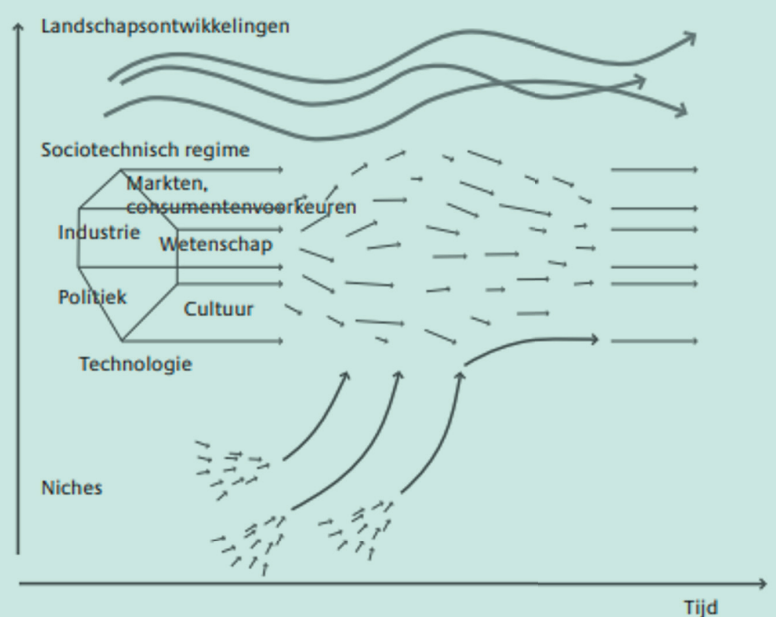 Landschapsontwikkelingen
Sociotechnisch regime
Markten,
consumentenvoorkeuren
Industrie
Wetenschap
Politiek
Cultuur
Technologie
Niches
Tijd